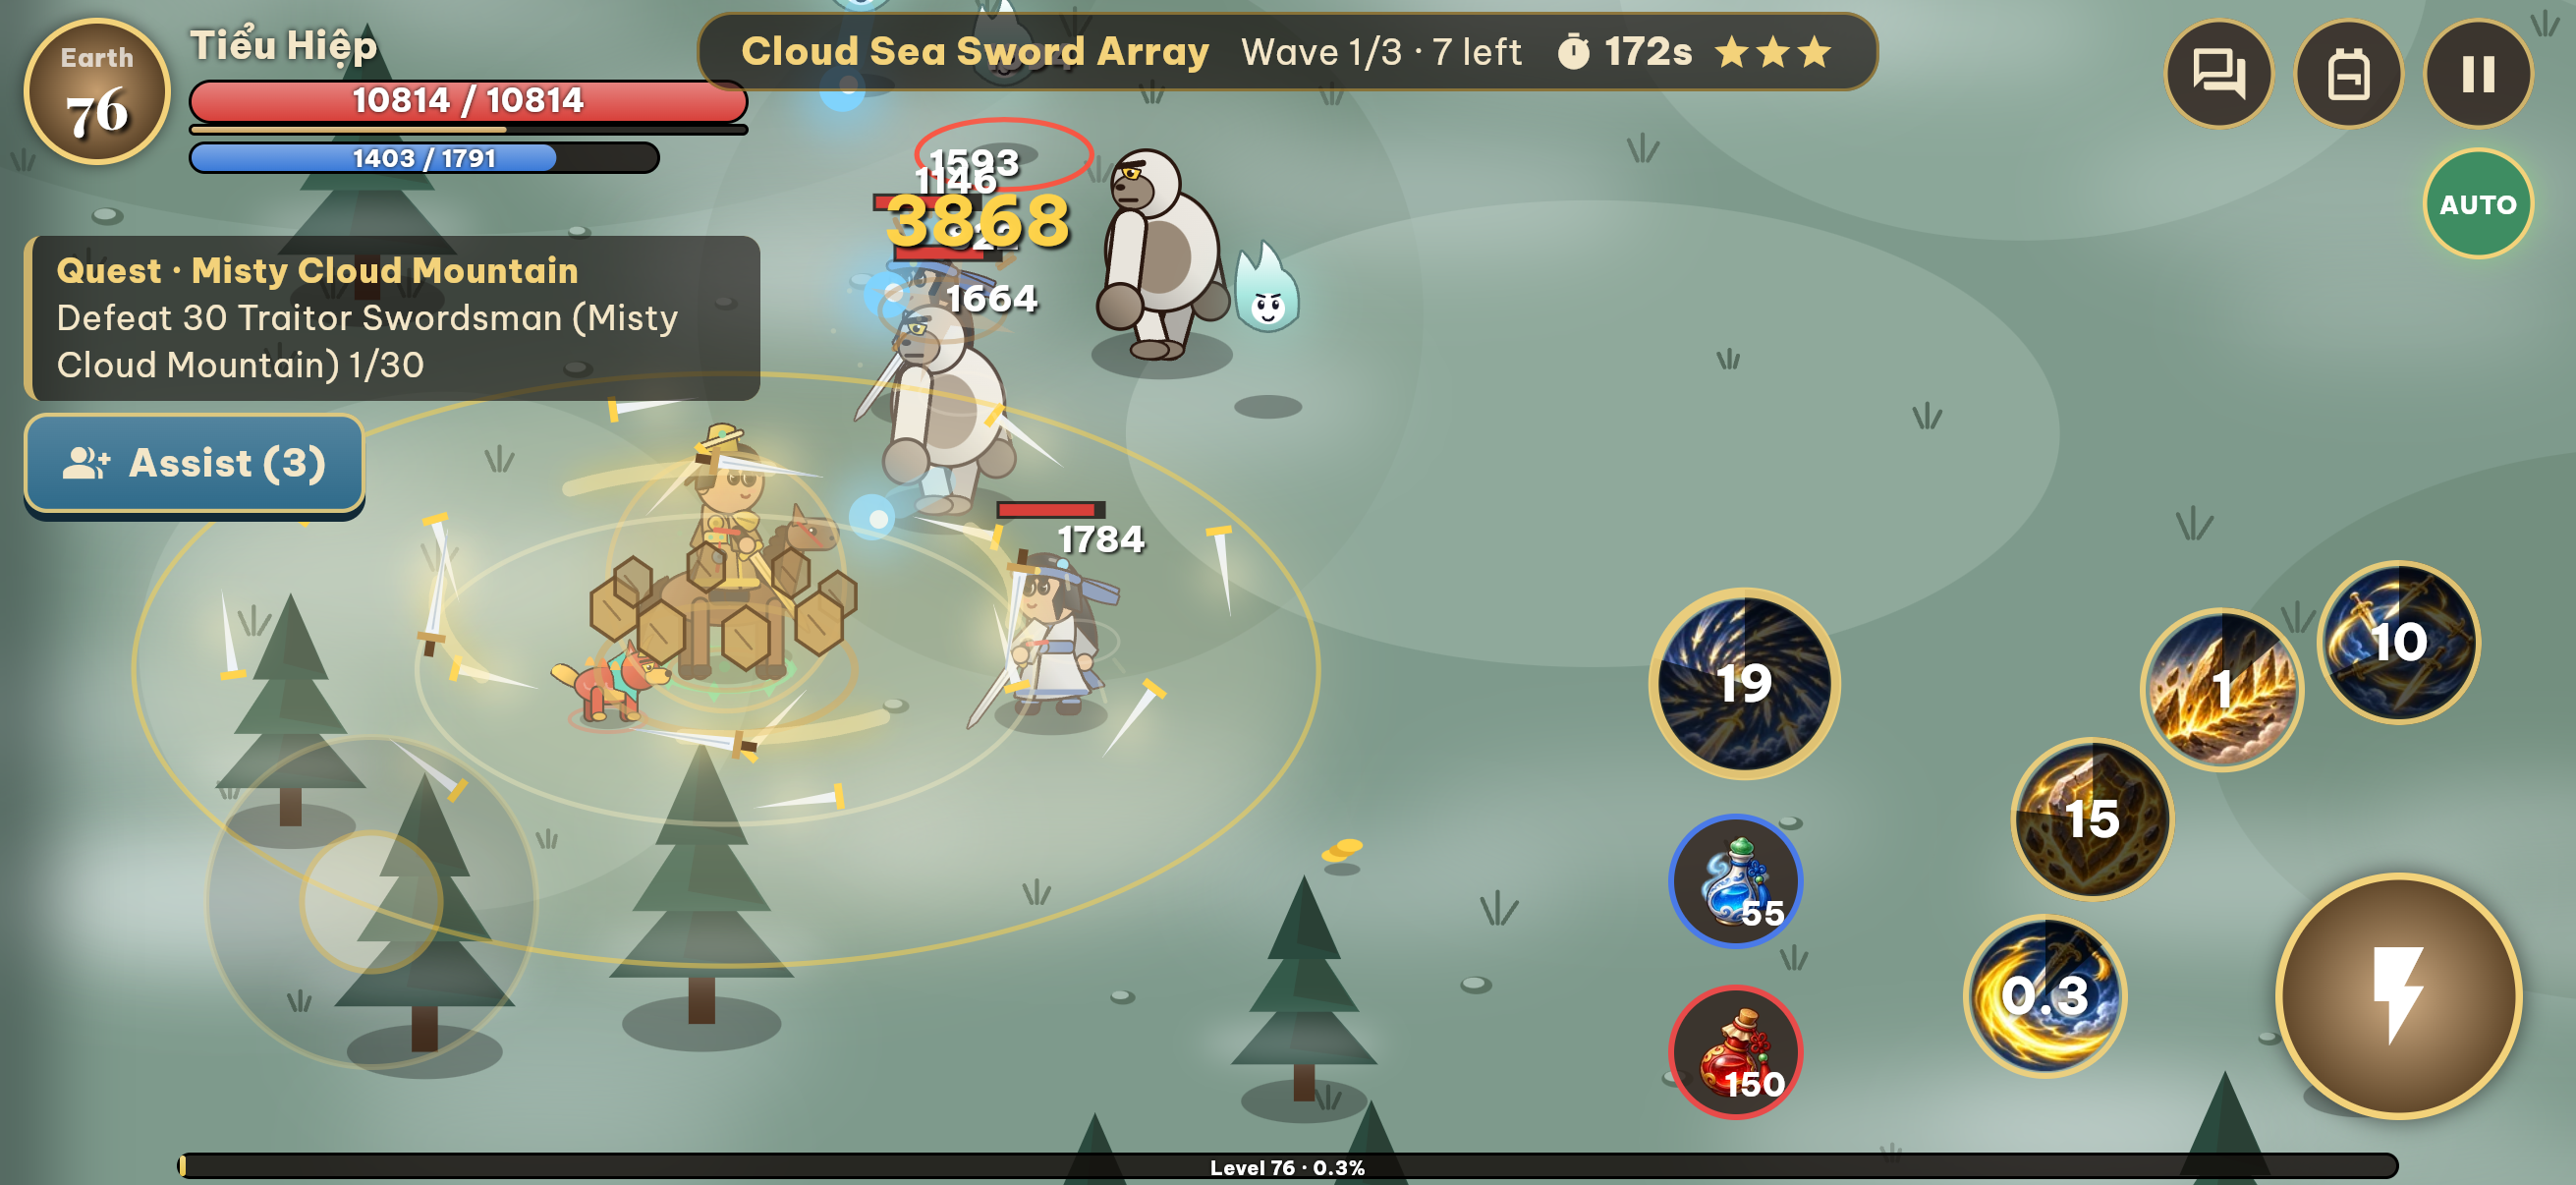 Earth
76
Tiểu Hiệp
10814 / 10814
1403 / 1791
Cloud Sea Sword Array Wave 1/3 · 7 left 172s
AUTO
Quest · Misty Cloud Mountain
Defeat 30 Traitor Swordsman (Misty
Cloud Mountain) 1/30
Assist (3)
1593
1146
3868
1664
1784
19
1
10
15
0.3
55
150
Level 76 · 0.3%